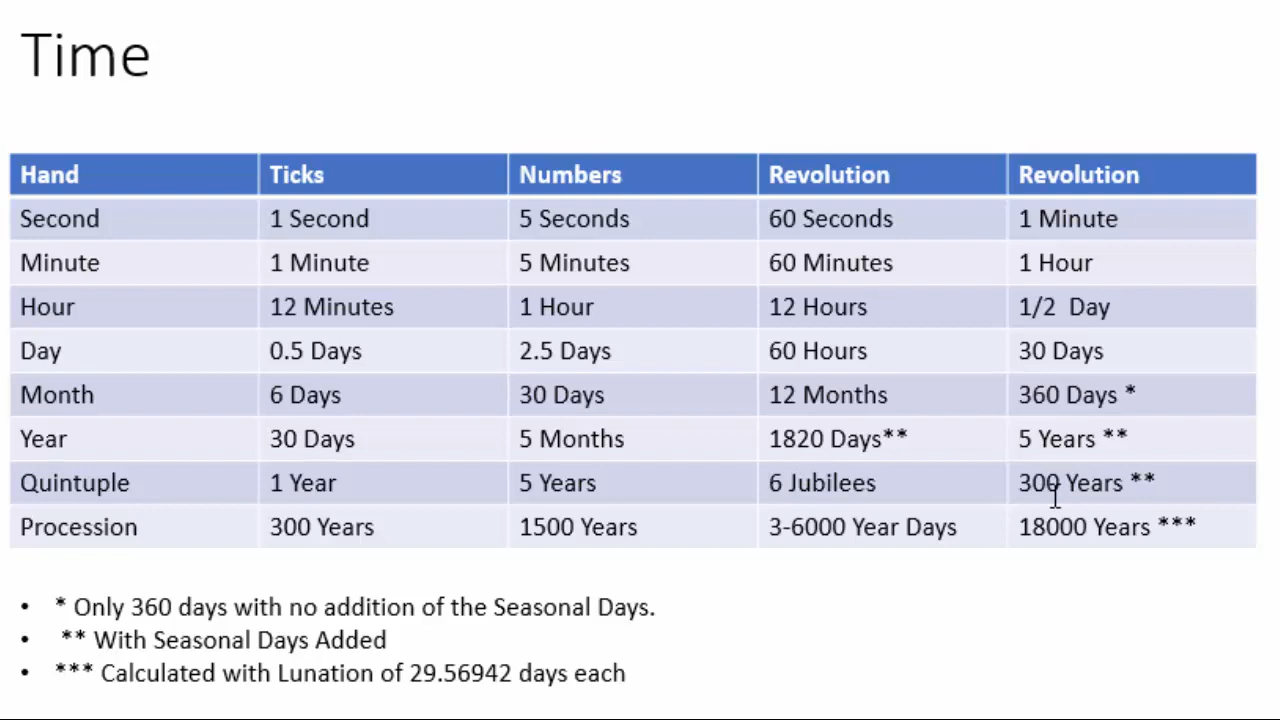 Time
Hand Ticks Numbers Revolution Revolution
Second 1 Second 5 Seconds 60 Seconds 1 Minute
Minute 1 Minute 5 Minutes 60 Minutes 1 Hour
Hour 12 Minutes 1 Hour 12 Hours 1/2 Day
Day 0.5 Days 2.5 Days 60 Hours 30 Days
Month 6 Days 30 Days 12 Months 360 Days *
Year 30 Days 5 Months 1820 Days** 5 Years **
Quintuple 1 Year 5 Years 6 Jubilees 300 Years **
Procession 300 Years 1500 Years 3-6000 Year Days 18000 Years ***
• * Only 360 days with no addition of the Seasonal Days.
• ** With Seasonal Days Added
• *** Calculated with Lunation of 29.56942 days each